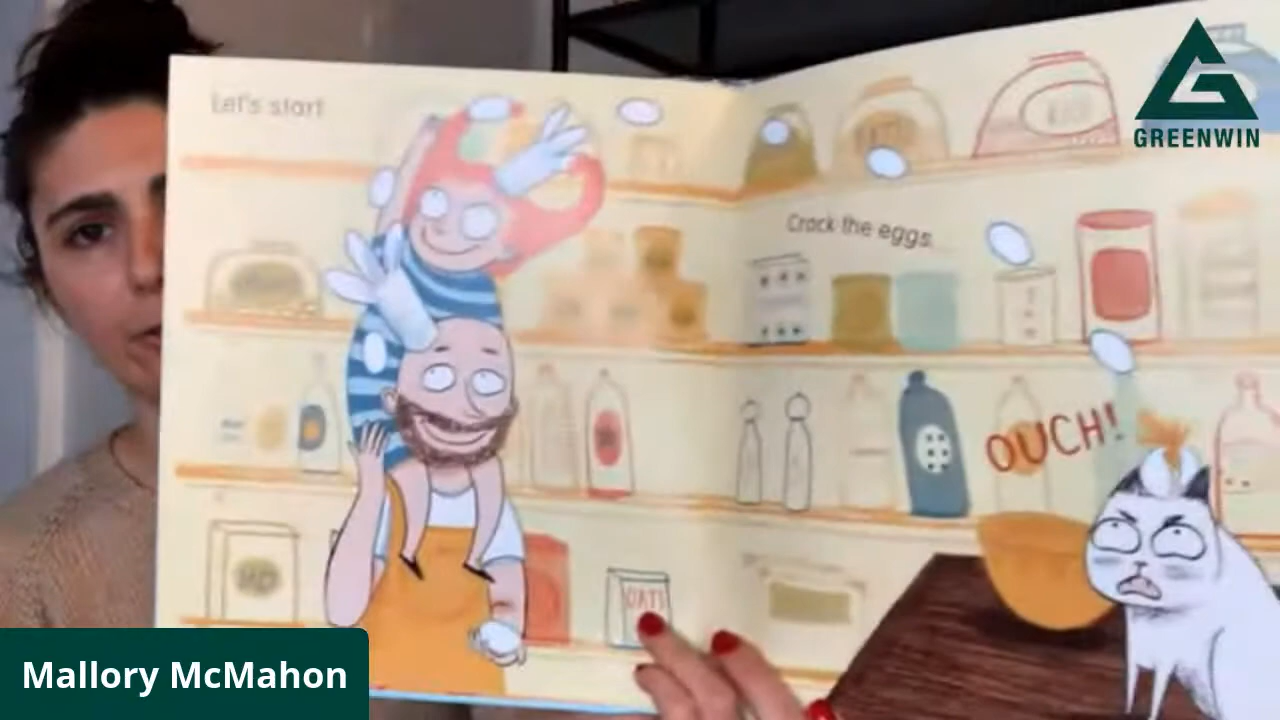 Let's start
Crack the eggs.
OUCH!
OATS
GREENWIN
Mallory McMahon